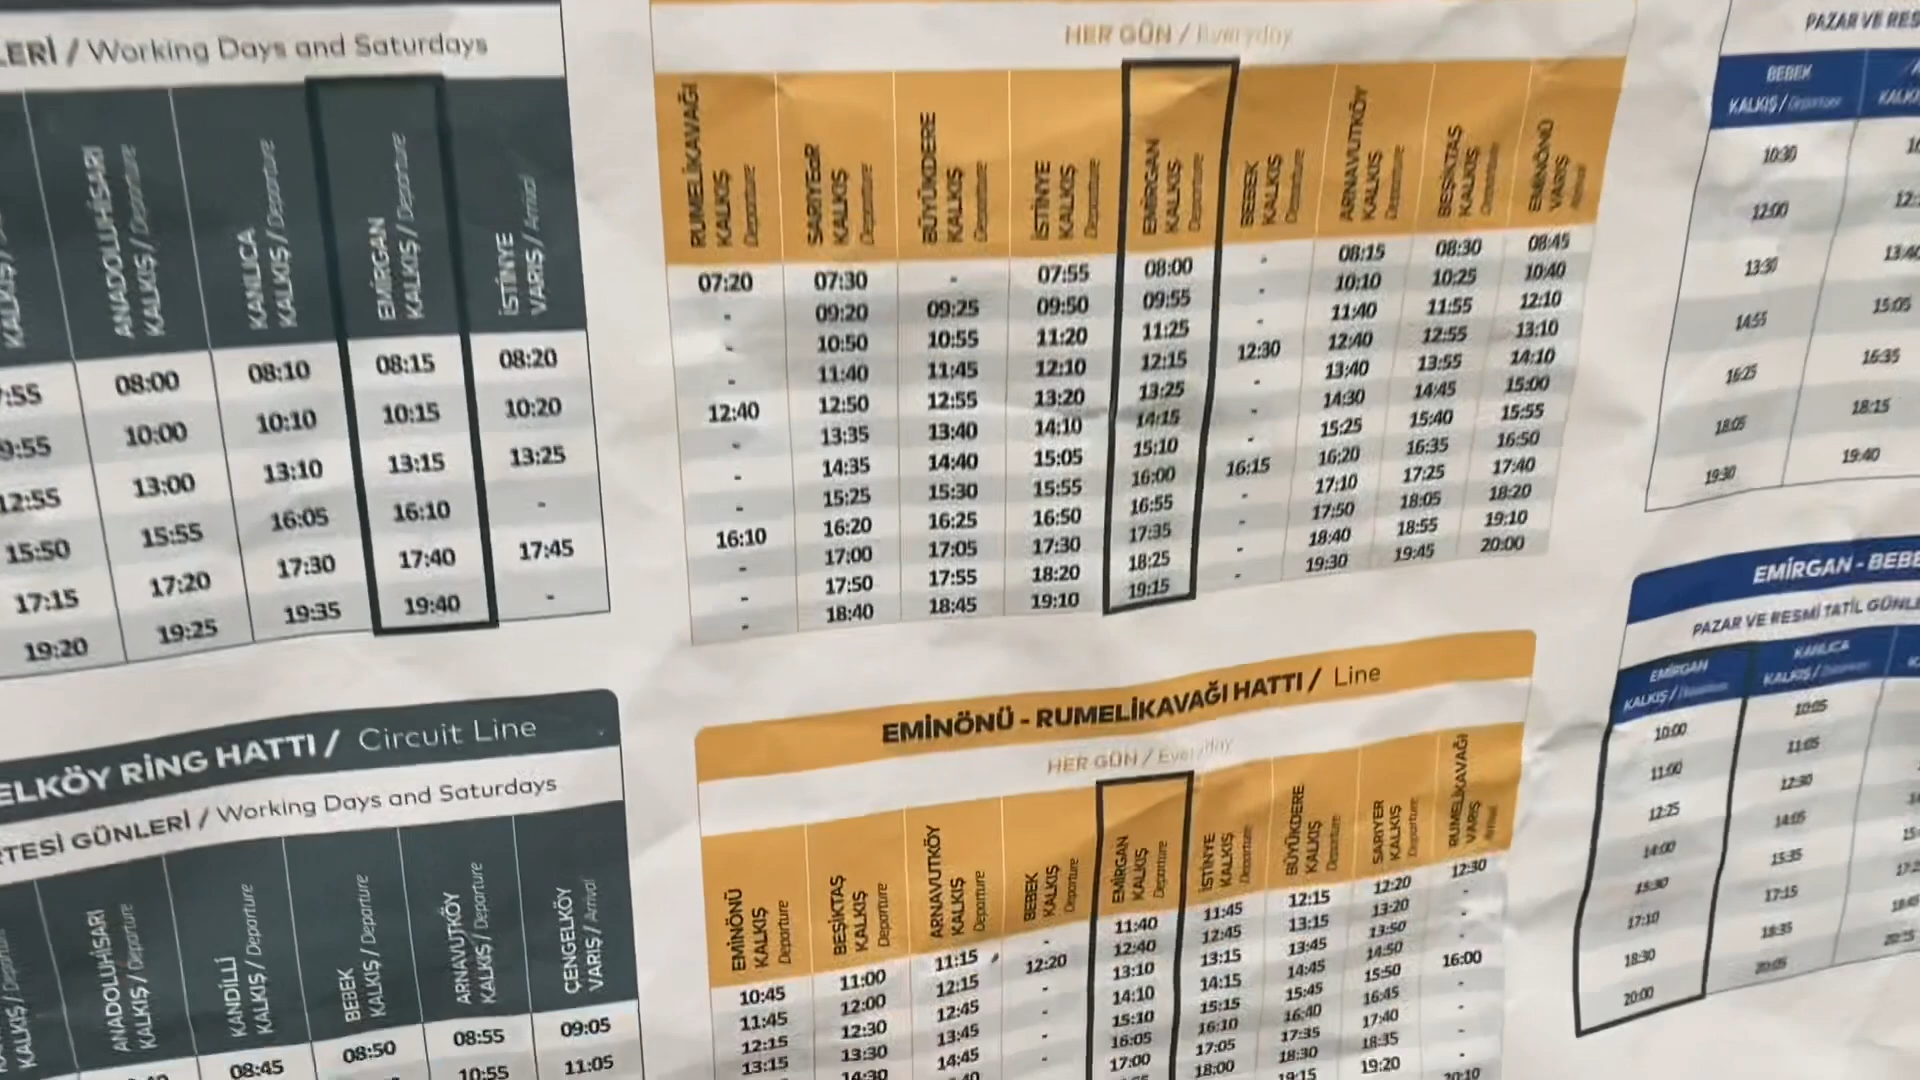 LERİ / Working Days and Saturdays
ANADOLUHİSARI KALKIŞ / Departure
KANLICA KALKIŞ / Departure
EMİRGAN KALKIŞ / Departure
İSTİNYE VARIŞ / Arrival
:55 08:00 08:10 08:15 08:20
9:55 10:00 10:10 10:15 10:20
12:55 13:00 13:10 13:15 13:25
15:50 15:55 16:05 16:10 -
17:15 17:20 17:30 17:40 17:45
19:20 19:25 19:35 19:40 -
ELKÖY RİNG HATTI / Circuit Line
TESİ GÜNLERİ / Working Days and Saturdays
KALKIŞ / Departure
ANADOLUHİSARI KALKIŞ / Departure
KANDİLLİ KALKIŞ / Departure
BEBEK KALKIŞ / Departure
ARNAVUTKÖY KALKIŞ / Departure
ÇENGELKÖY VARIŞ / Arrival
08:45 08:50 08:55 09:05
10:55 11:05
HER GÜN / Everyday
RUMELİKAVAĞI KALKIŞ Departure
SARIYEeR KALKIŞ Departure
BÜYÜKDERE KALKIŞ Departure
İSTİNYE KALKIŞ Departure
EMİRGAN KALKIŞ Departure
BEBEK KALKIŞ Departure
ARNAVUTKÖY KALKIŞ Departure
BEŞİKTAŞ KALKIŞ Departure
EMİNÖNÜ VARIŞ Arrival
07:20 07:30 - 07:55 08:00 - 08:15 08:30 08:45
- 09:20 09:25 09:50 09:55 - 10:10 10:25 10:40
- 10:50 10:55 11:20 11:25 - 11:40 11:55 12:10
- 11:40 11:45 12:10 12:15 12:30 12:40 12:55 13:10
12:40 12:50 12:55 13:20 13:25 - 13:40 13:55 14:10
- 13:35 13:40 14:10 14:15 - 14:30 14:45 15:00
- 14:35 14:40 15:05 15:10 - 15:25 15:40 15:55
- 15:25 15:30 15:55 16:00 16:15 16:20 16:35 16:50
16:10 16:20 16:25 16:50 16:55 - 17:10 17:25 17:40
- 17:00 17:05 17:30 17:35 - 17:50 18:05 18:20
- 17:50 17:55 18:20 18:25 - 18:40 18:55 19:10
- 18:40 18:45 19:10 19:15 - 19:30 19:45 20:00
EMİNÖNÜ - RUMELİKAVAĞI HATTI / Line
HER GÜN / Everyday
EMİNÖNÜ KALKIŞ Departure
BEŞİKTAŞ KALKIŞ Departure
ARNAVUTKÖY KALKIŞ Departure
BEBEK KALKIŞ Departure
EMİRGAN KALKIŞ Departure
İSTİNYE KALKIŞ Departure
BÜYÜKDERE KALKIŞ Departure
SARIYER KALKIŞ Departure
RUMELİKAVAĞI VARIŞ Arrival
10:45 11:00 11:15 - 11:40 11:45 12:15 12:20 12:30
11:45 12:00 12:15 12:20 12:40 12:45 13:15 13:20 -
12:15 12:30 12:45 - 13:10 13:15 13:45 13:50 -
13:15 13:30 13:45 - 14:10 14:15 14:45 14:50 -
14:30 14:45 - 15:10 15:15 15:45 15:50 16:00
16:05 16:10 16:40 16:45 -
17:00 17:05 17:35 17:40 -
18:00 18:30 18:35 -
19:15 19:20 -
20:10
PAZAR VE RES
BEBEK KALKIŞ / Departure
10:30
12:00 12:
13:30 13:40
14:55 15:05
16:25 16:35
18:05 18:15
19:30 19:40
EMİRGAN - BEBE
PAZAR VE RESMİ TATİL GÜNLE
EMİRGAN KALKIŞ / Departure
KANLICA KALKIŞ / Departure
10:00 10:05
11:00 11:05
12:25 12:30
14:00 14:05
15:30 15:35
17:10 17:15
18:30 18:35
20:00 20:05